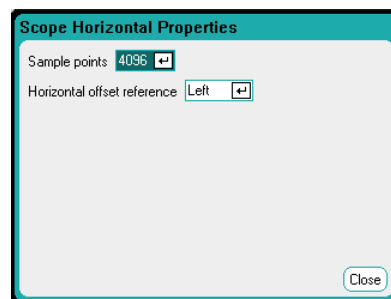 Scope Horizontal Properties
Sample points 4096
Horizontal offset reference Left
Close